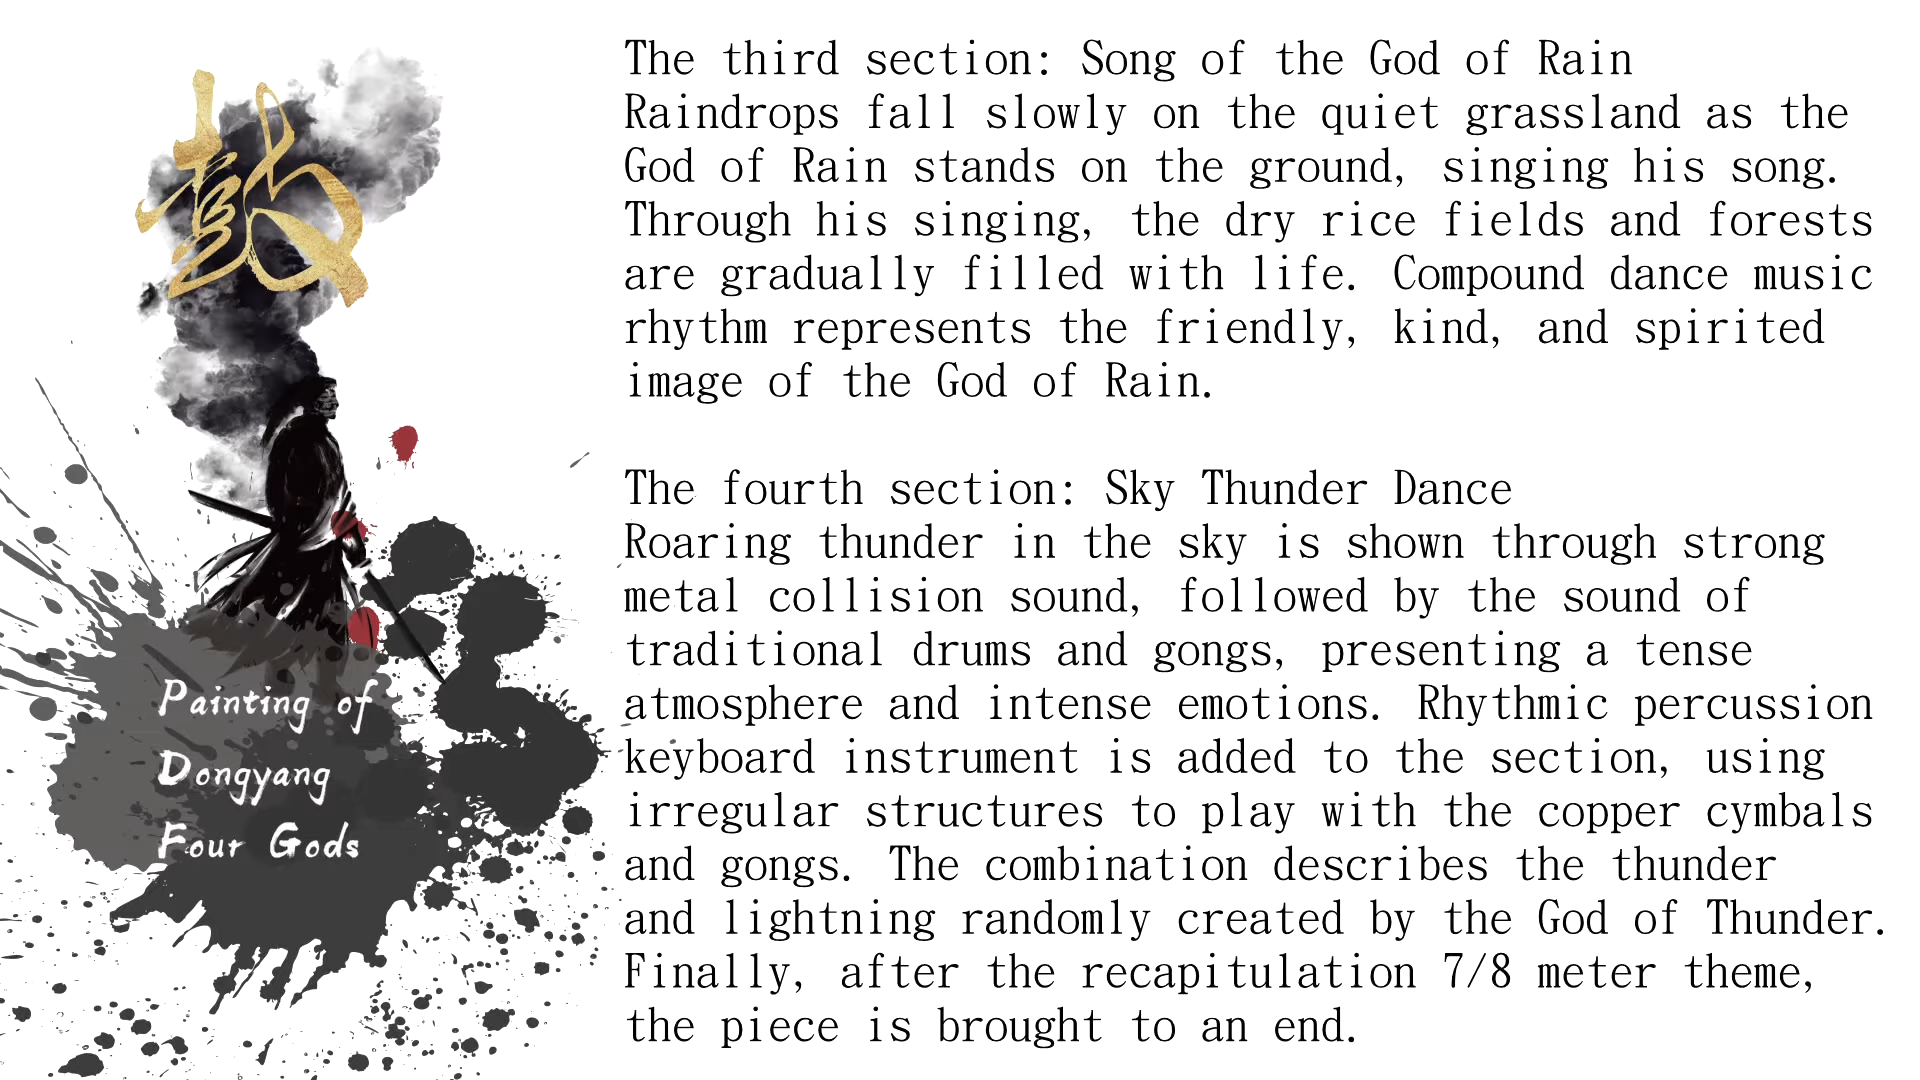 鼓
Painting of
Dongyang
Four Gods
The third section: Song of the God of Rain
Raindrops fall slowly on the quiet grassland as the
God of Rain stands on the ground, singing his song.
Through his singing, the dry rice fields and forests
are gradually filled with life. Compound dance music
rhythm represents the friendly, kind, and spirited
image of the God of Rain.
The fourth section: Sky Thunder Dance
Roaring thunder in the sky is shown through strong
metal collision sound, followed by the sound of
traditional drums and gongs, presenting a tense
atmosphere and intense emotions. Rhythmic percussion
keyboard instrument is added to the section, using
irregular structures to play with the copper cymbals
and gongs. The combination describes the thunder
and lightning randomly created by the God of Thunder.
Finally, after the recapitulation 7/8 meter theme,
the piece is brought to an end.